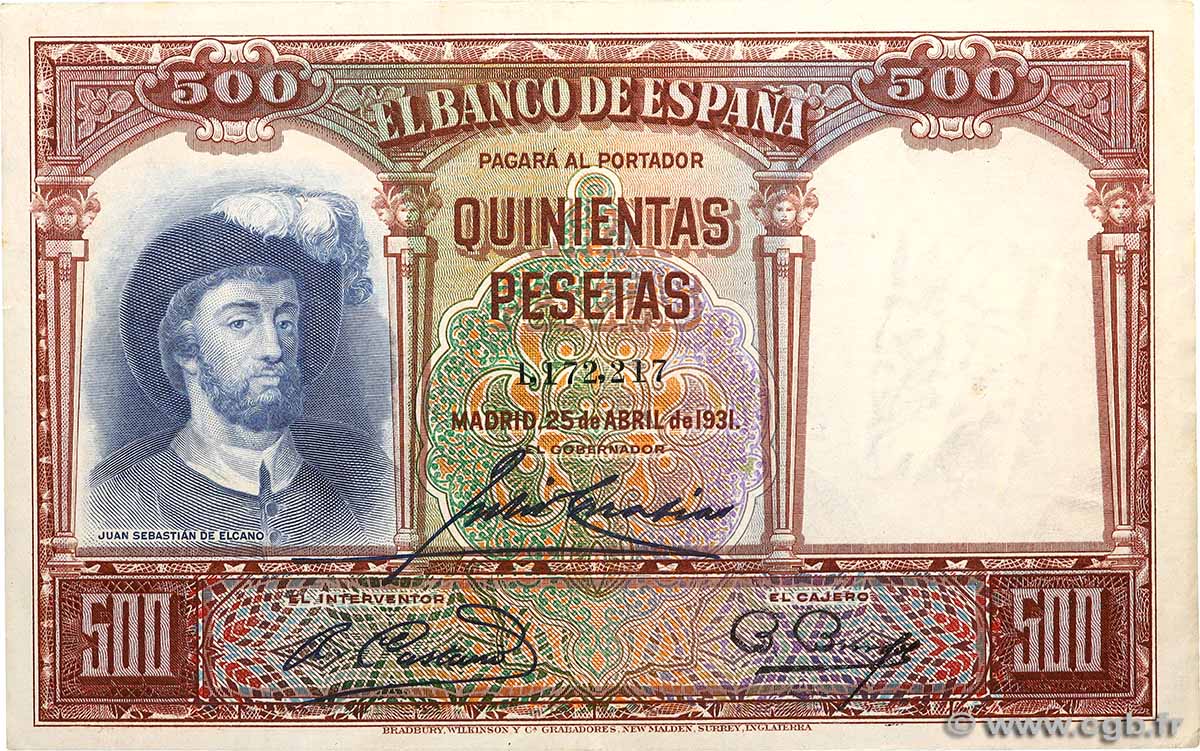 500 500
EL BANCO DE ESPAÑA
PAGARÁ AL PORTADOR
QUINIENTAS
PESETAS
1,172,217
MADRID, 25 de ABRIL de 1931.
EL GOBERNADOR
JUAN SEBASTIÁN DE ELCANO
EL INTERVENTOR EL CAJERO
500 500
BRADBURY, WILKINSON Y Cª GRABADORES, NEW MALDEN, SURREY, INGLATERRA
© www.cgb.fr